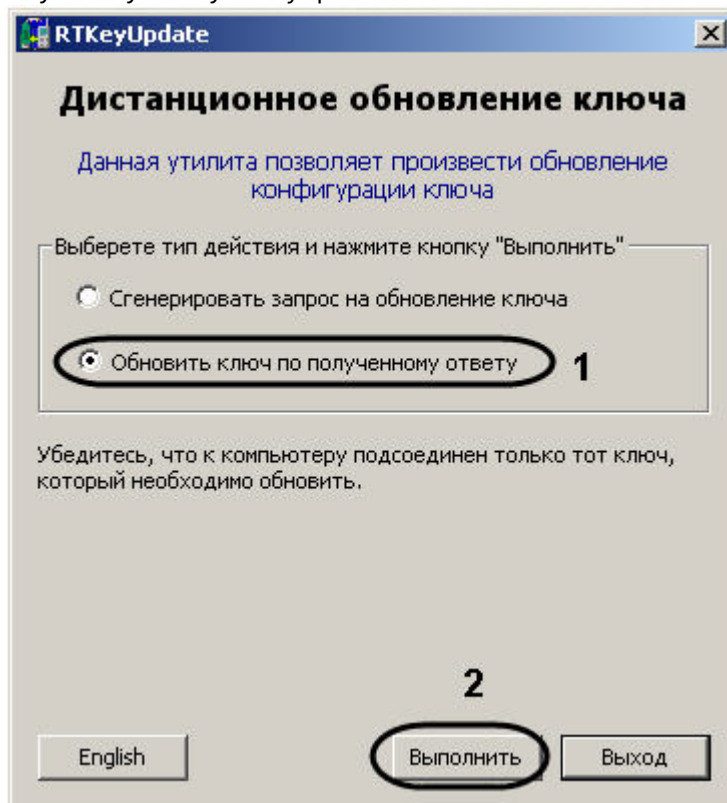 RTKeyUpdate
Дистанционное обновление ключа
Данная утилита позволяет произвести обновление
конфигурации ключа
Выберете тип действия и нажмите кнопку "Выполнить"
Сгенерировать запрос на обновление ключа
Обновить ключ по полученному ответу 1
Убедитесь, что к компьютеру подсоединен только тот ключ,
который необходимо обновить.
2
English Выполнить Выход